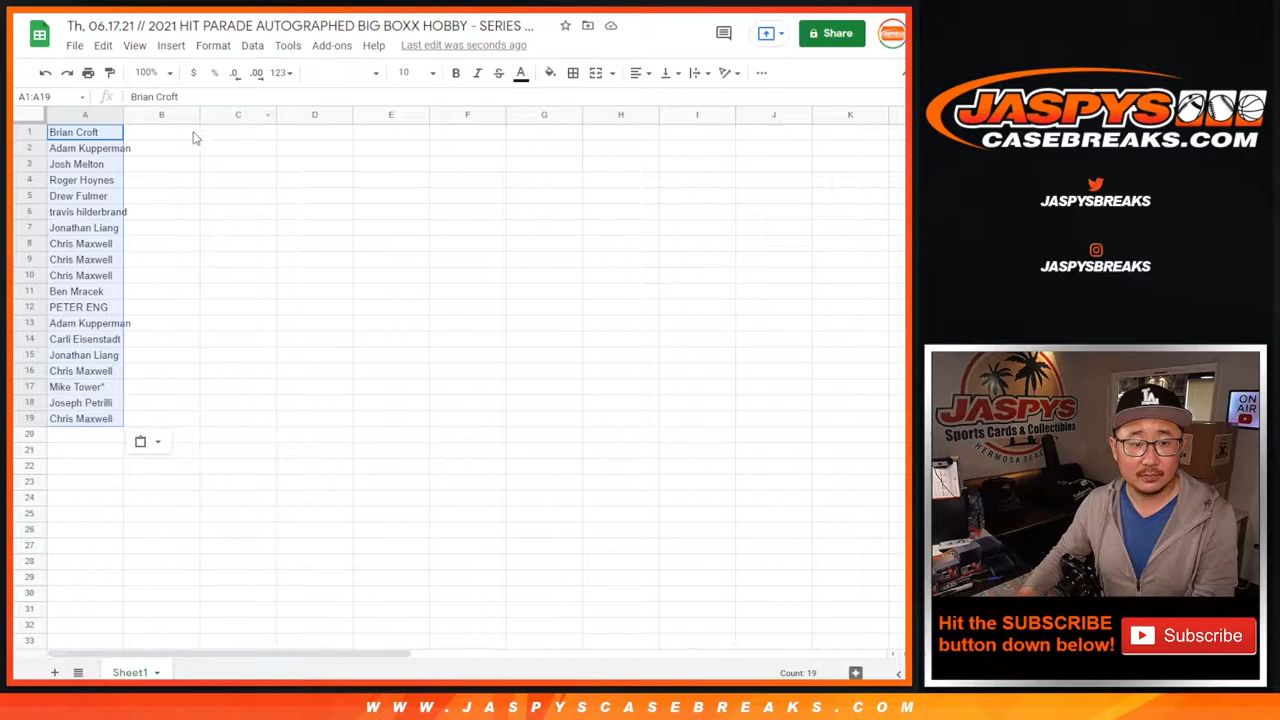 Th, 06.17.21 // 2021 HIT PARADE AUTOGRAPHED BIG BOXX HOBBY - SERIES ...
File Edit View Insert Format Data Tools Add-ons Help Last edit was seconds ago
Share
100% $ % .0 .00 123 10 B I S A
A1:A19 fx Brian Croft
A B C D E F G H I J K
1 Brian Croft
2 Adam Kupperman
3 Josh Melton
4 Roger Hoynes
5 Drew Fulmer
6 travis hilderbrand
7 Jonathan Liang
8 Chris Maxwell
9 Chris Maxwell
10 Chris Maxwell
11 Ben Mracek
12 PETER ENG
13 Adam Kupperman
14 Carli Eisenstadt
15 Jonathan Liang
16 Chris Maxwell
17 Mike Tower*
18 Joseph Petrilli
19 Chris Maxwell
20
21
22
23
24
25
26
27
28
29
30
31
32
33
Sheet1
Count: 19
JASPYS
CASEBREAKS.COM
JASPYSBREAKS
JASPYSBREAKS
JASPYS
Sports Cards & Collectibles
HERMOSA BEACH
LA
ON
AIR
Hit the SUBSCRIBE
button down below!
Subscribe
WWW.JASPYSCASEBREAKS.COM